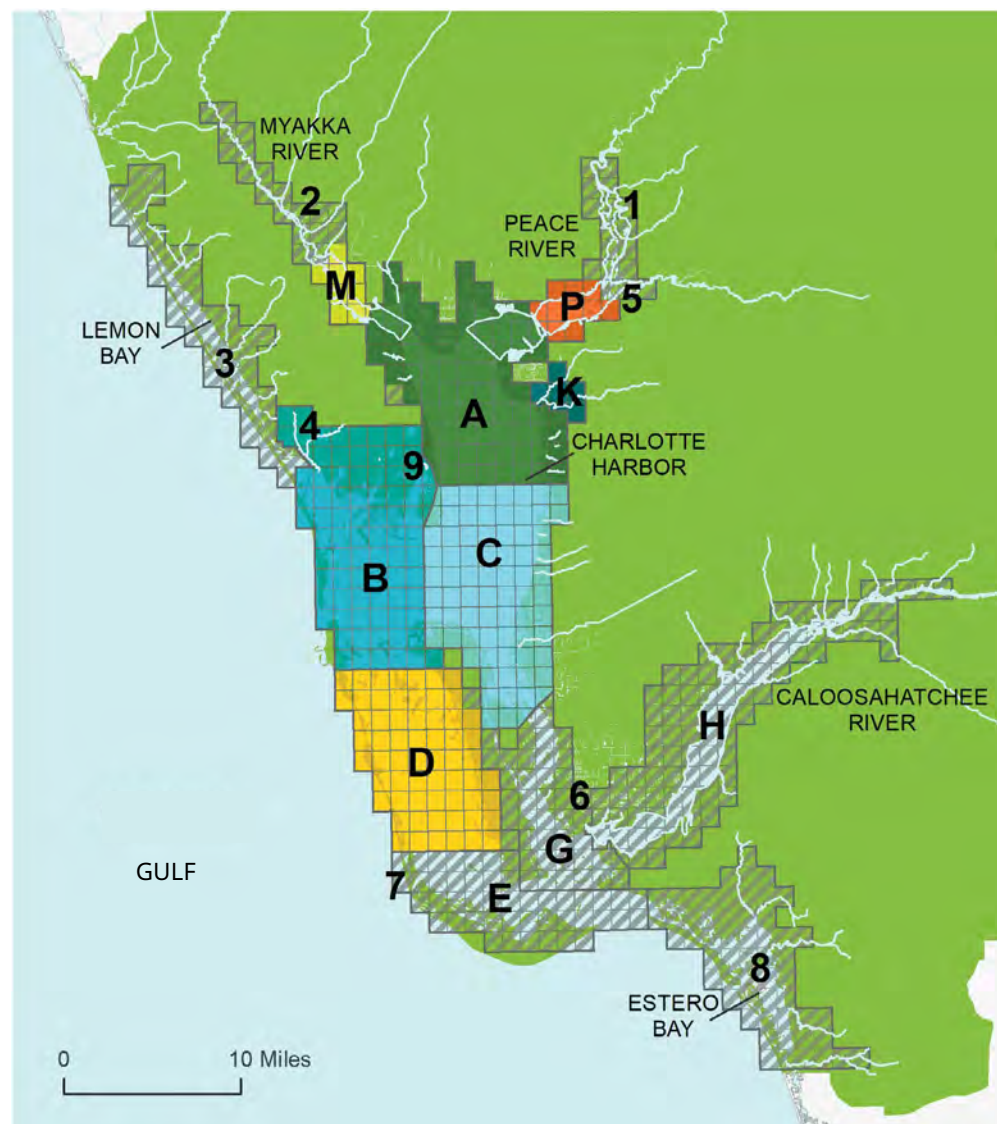 MYAKKA
RIVER
2
1
PEACE
RIVER
M
P
5
LEMON
BAY
3
K
A
4
CHARLOTTE
HARBOR
9
C
B
CALOOSAHATCHEE
RIVER
H
D
6
G
GULF
7
E
8
ESTERO
BAY
0
10 Miles